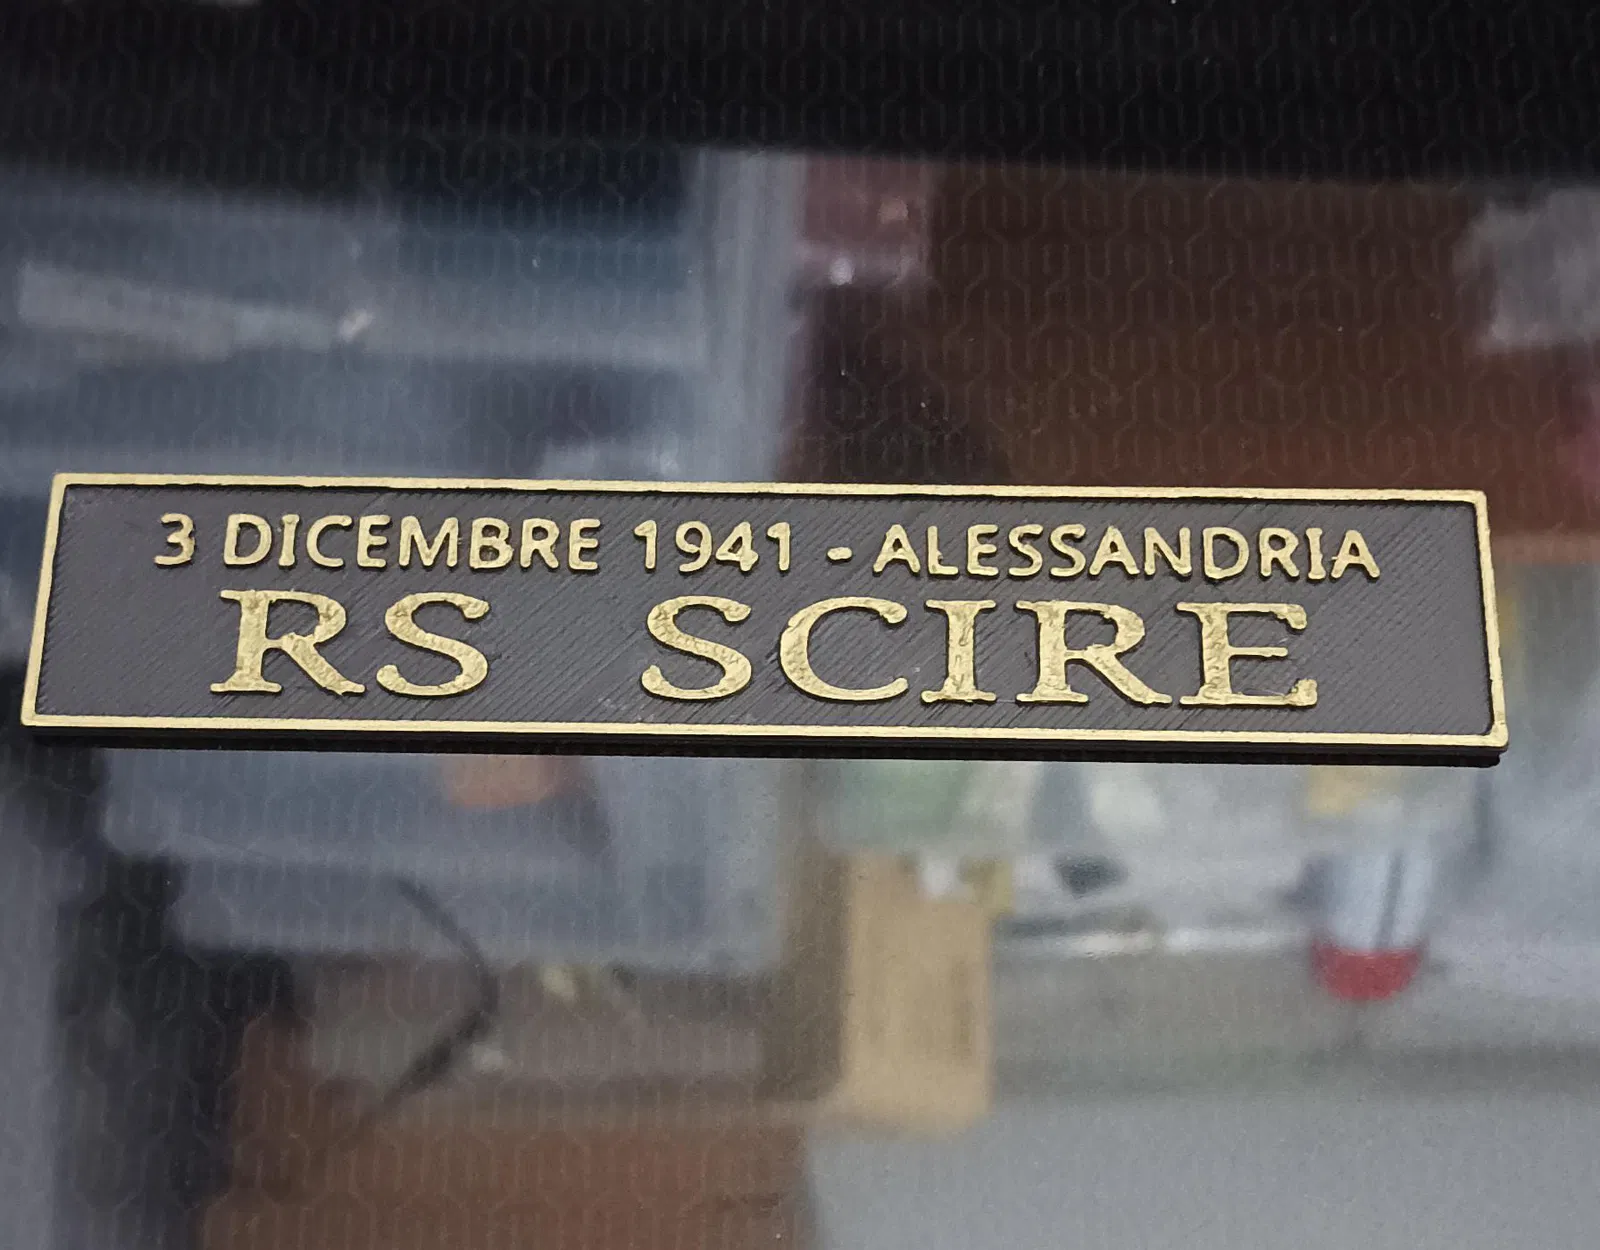 3 DICEMBRE 1941 - ALESSANDRIA
RS SCIRE